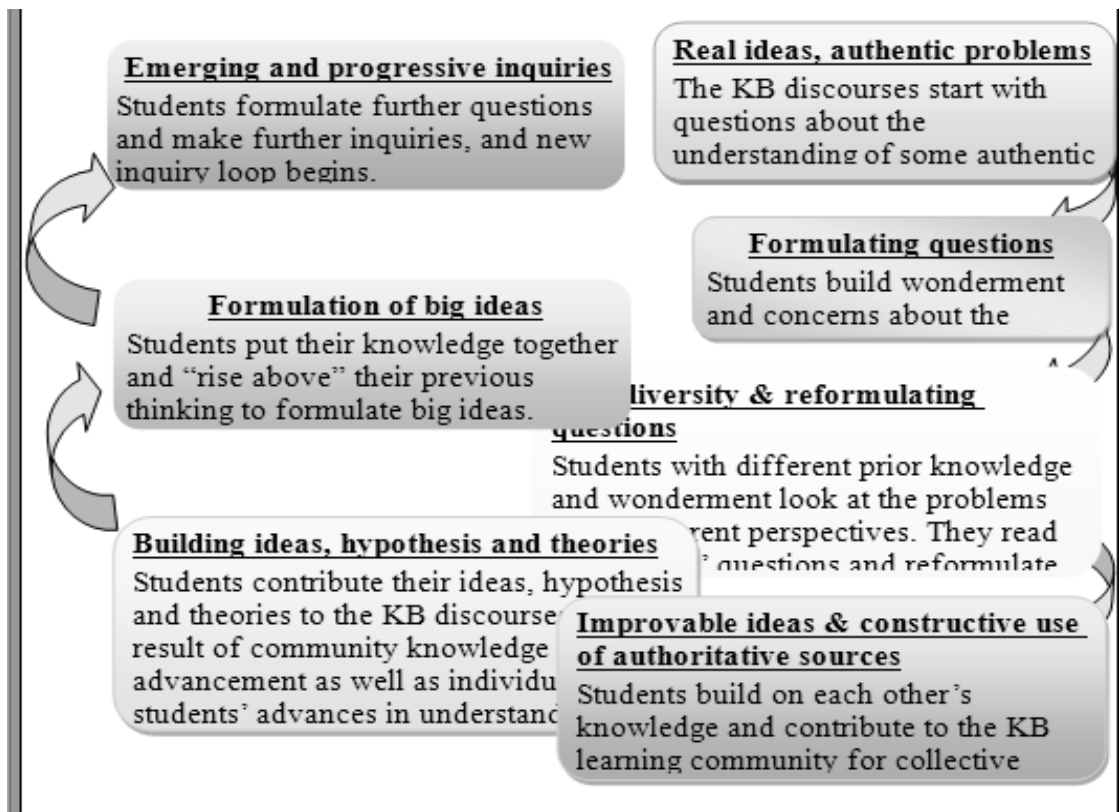 Real ideas, authentic problems
The KB discourses start with
questions about the
understanding of some authentic
Formulating questions
Students build wonderment
and concerns about the
diversity & reformulating
questions
Students with different prior knowledge
and wonderment look at the problems
perspectives. They read
questions and reformulate
Improvable ideas & constructive use
of authoritative sources
Students build on each other’s
knowledge and contribute to the KB
learning community for collective
Building ideas, hypothesis and theories
Students contribute their ideas, hypothesis
and theories to the KB discourses
result of community knowledge
advancement as well as
students’ advances in
Formulation of big ideas
Students put their knowledge together
and “rise above” their previous
thinking to formulate big ideas.
Emerging and progressive inquiries
Students formulate further questions
and make further inquiries, and new
inquiry loop begins.